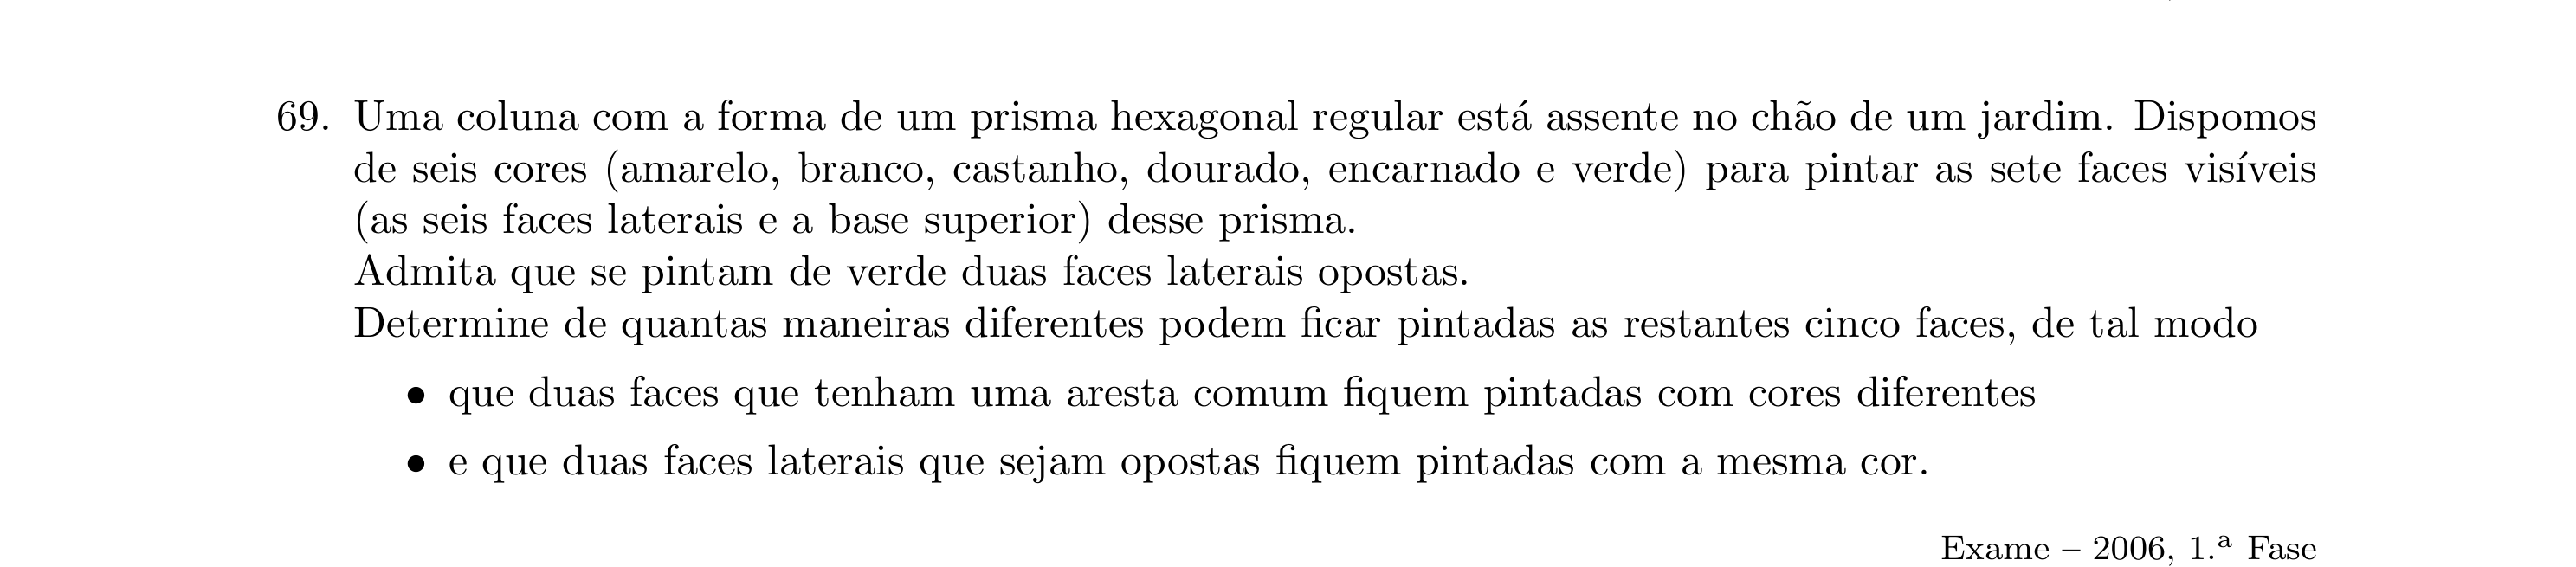 69. Uma coluna com a forma de um prisma hexagonal regular está assente no chão de um jardim. Dispomos
de seis cores (amarelo, branco, castanho, dourado, encarnado e verde) para pintar as sete faces visíveis
(as seis faces laterais e a base superior) desse prisma.
Admita que se pintam de verde duas faces laterais opostas.
Determine de quantas maneiras diferentes podem ficar pintadas as restantes cinco faces, de tal modo
• que duas faces que tenham uma aresta comum fiquem pintadas com cores diferentes
• e que duas faces laterais que sejam opostas fiquem pintadas com a mesma cor.
Exame – 2006, 1.ª Fase